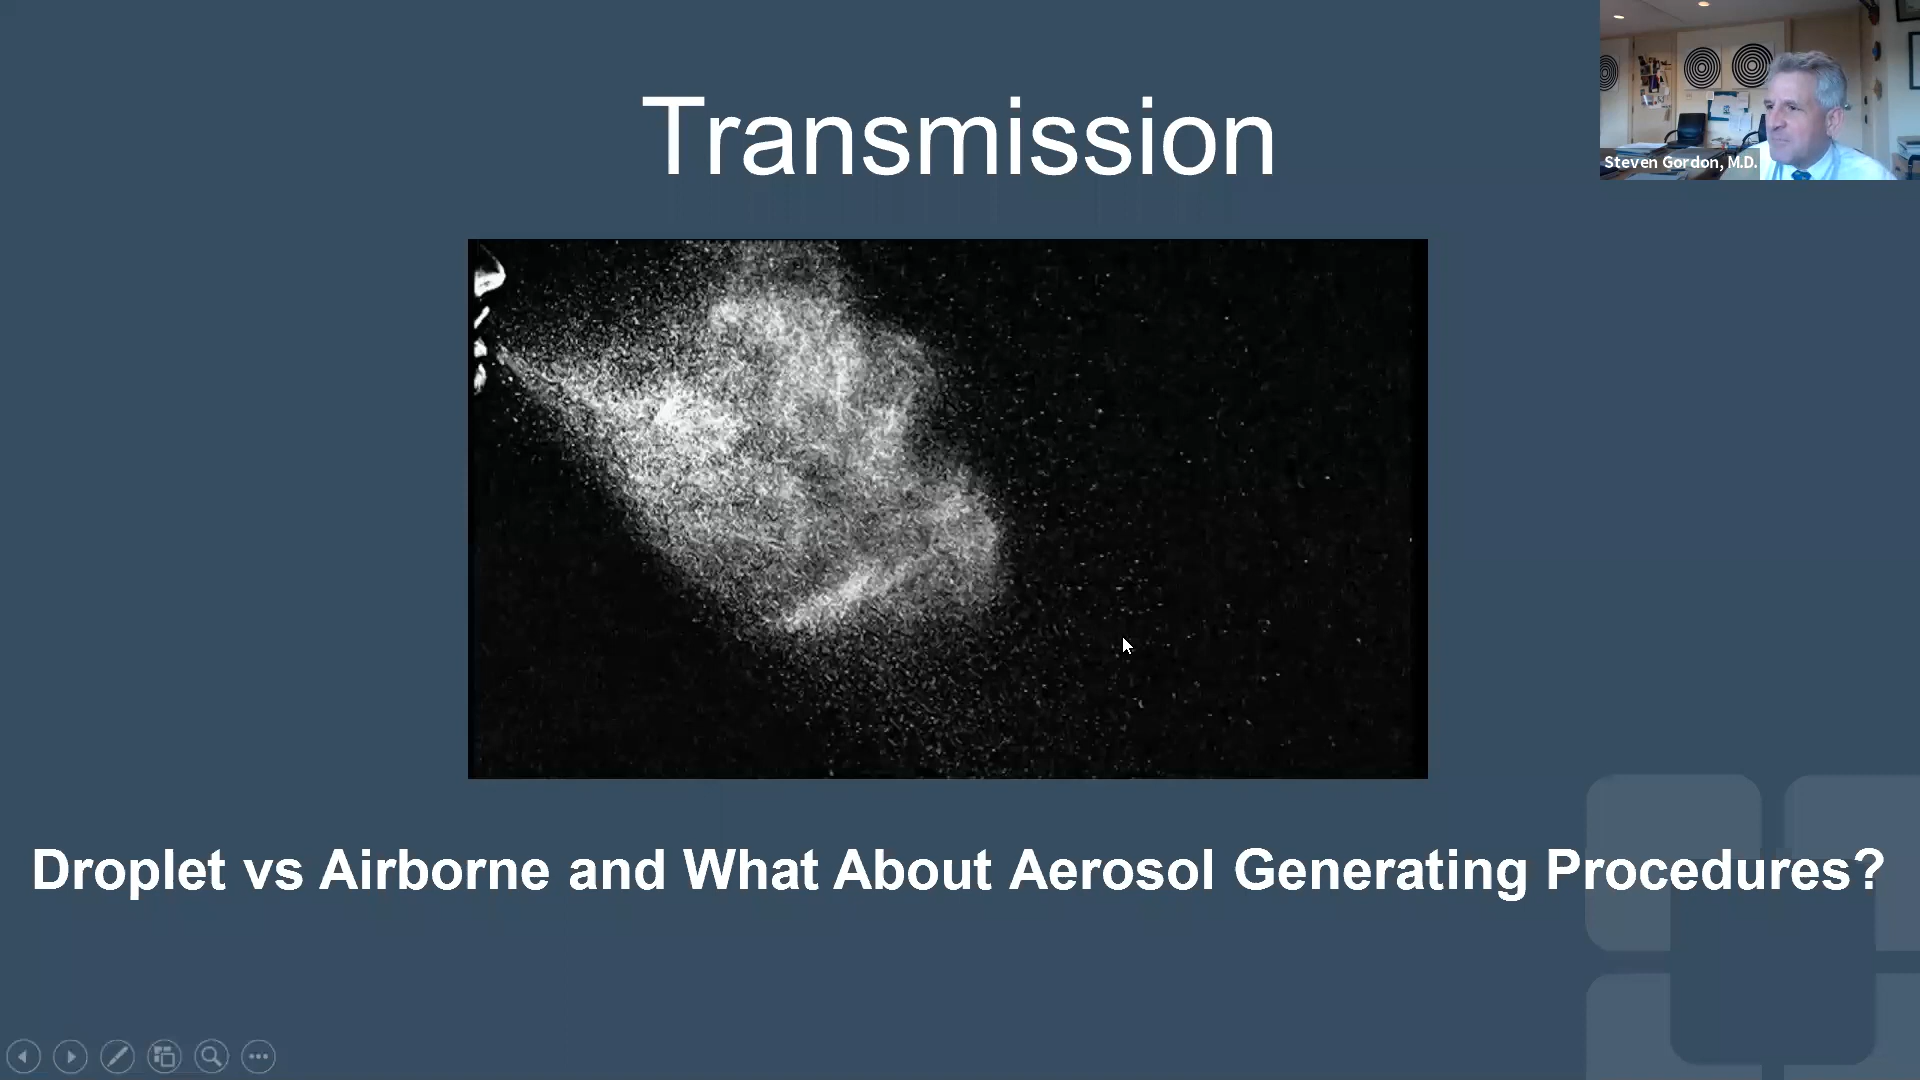 Transmission
Steven Gordon, M.D.
Droplet vs Airborne and What About Aerosol Generating Procedures?